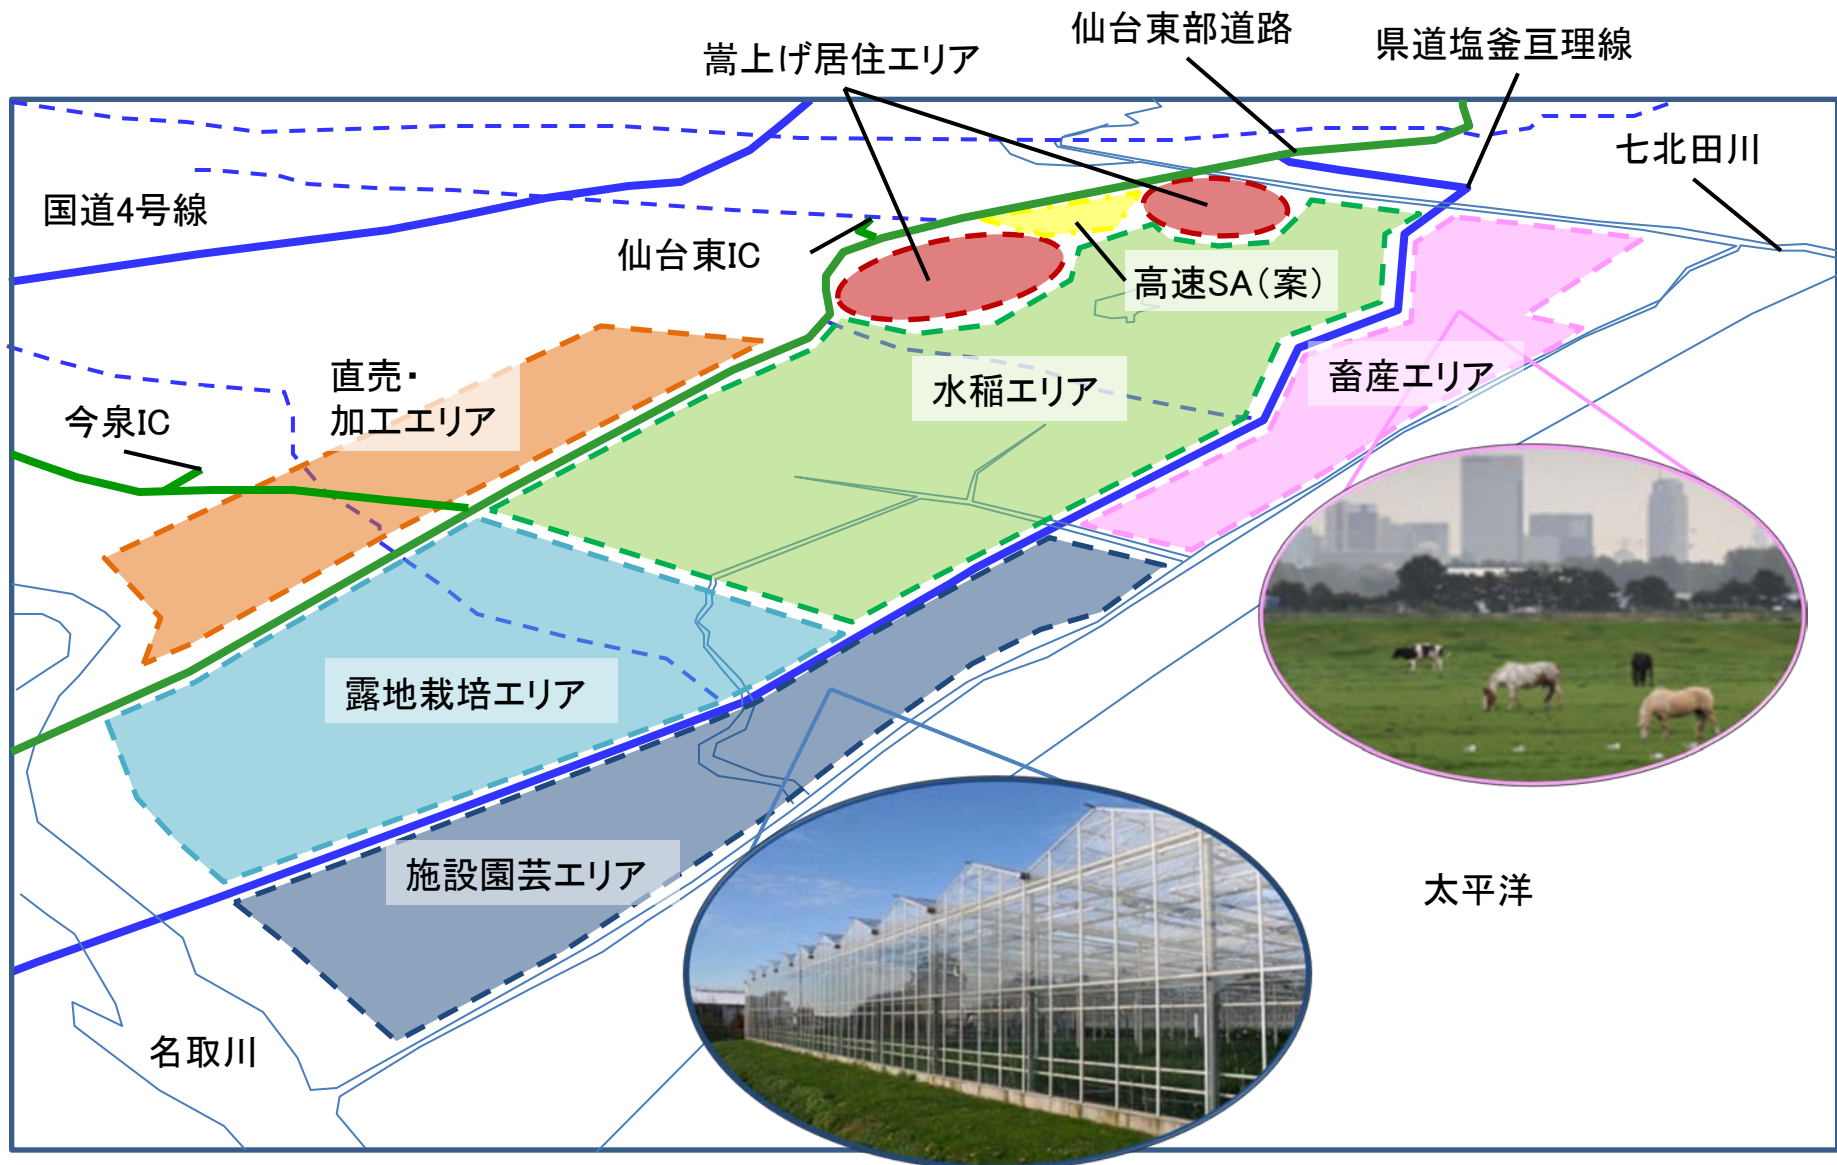 仙台東部道路
県道塩釜亘理線
嵩上げ居住エリア
七北田川
国道4号線
仙台東IC
高速SA（案）
直売・
加工エリア
水稲エリア
畜産エリア
今泉IC
露地栽培エリア
施設園芸エリア
太平洋
名取川